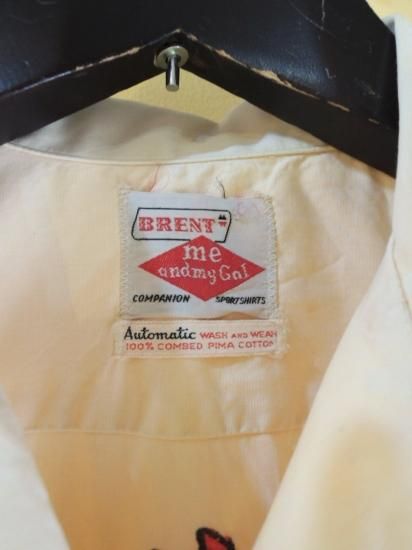 BRENT
me
and my Gal
COMPANION SPORTSHIRTS
Automatic WASH AND WEAR
100% COMBED PIMA COTTON